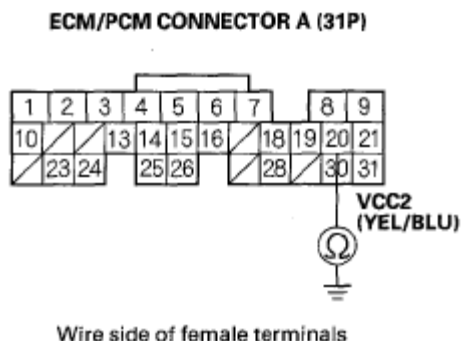 ECM/PCM CONNECTOR A (31P)
1 2 3 4 5 6 7 8 9
10 13 14 15 16 18 19 20 21
23 24 25 26 28 30 31
VCC2
(YEL/BLU)
Ω
Wire side of female terminals